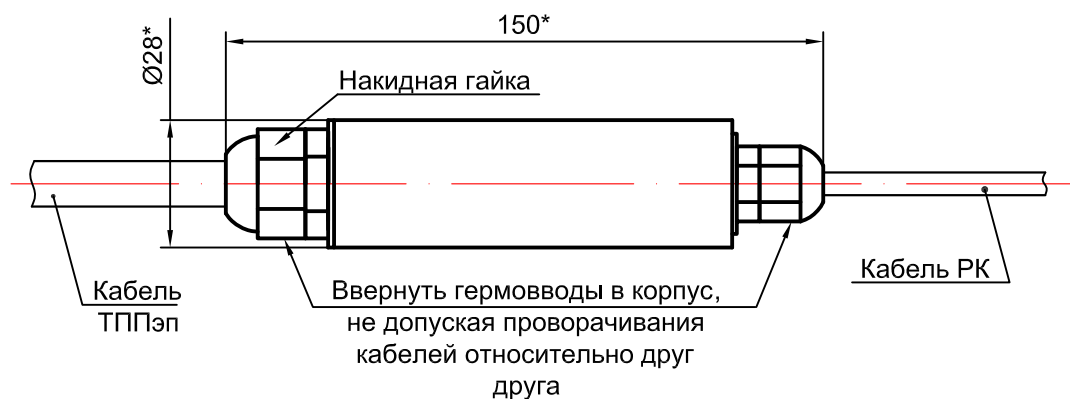 150*
Ø28*
Накидная гайка
Кабель
ТППэп
Ввернуть гермовводы в корпус,
не допуская проворачивания
кабелей относительно друг
друга
Кабель РК